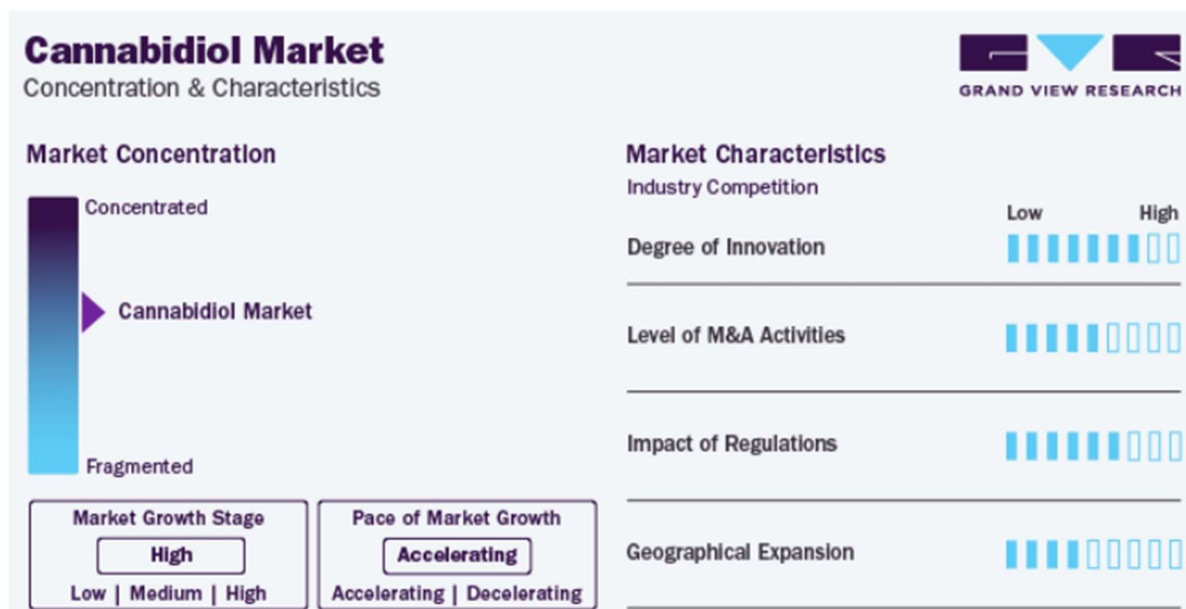 Cannabidiol Market
Concentration & Characteristics
GRAND VIEW RESEARCH
Market Concentration
Concentrated
Cannabidiol Market
Fragmented
Market Growth Stage
High
Low | Medium | High
Pace of Market Growth
Accelerating
Accelerating | Decelerating
Market Characteristics
Industry Competition
Low High
Degree of Innovation
Level of M&A Activities
Impact of Regulations
Geographical Expansion